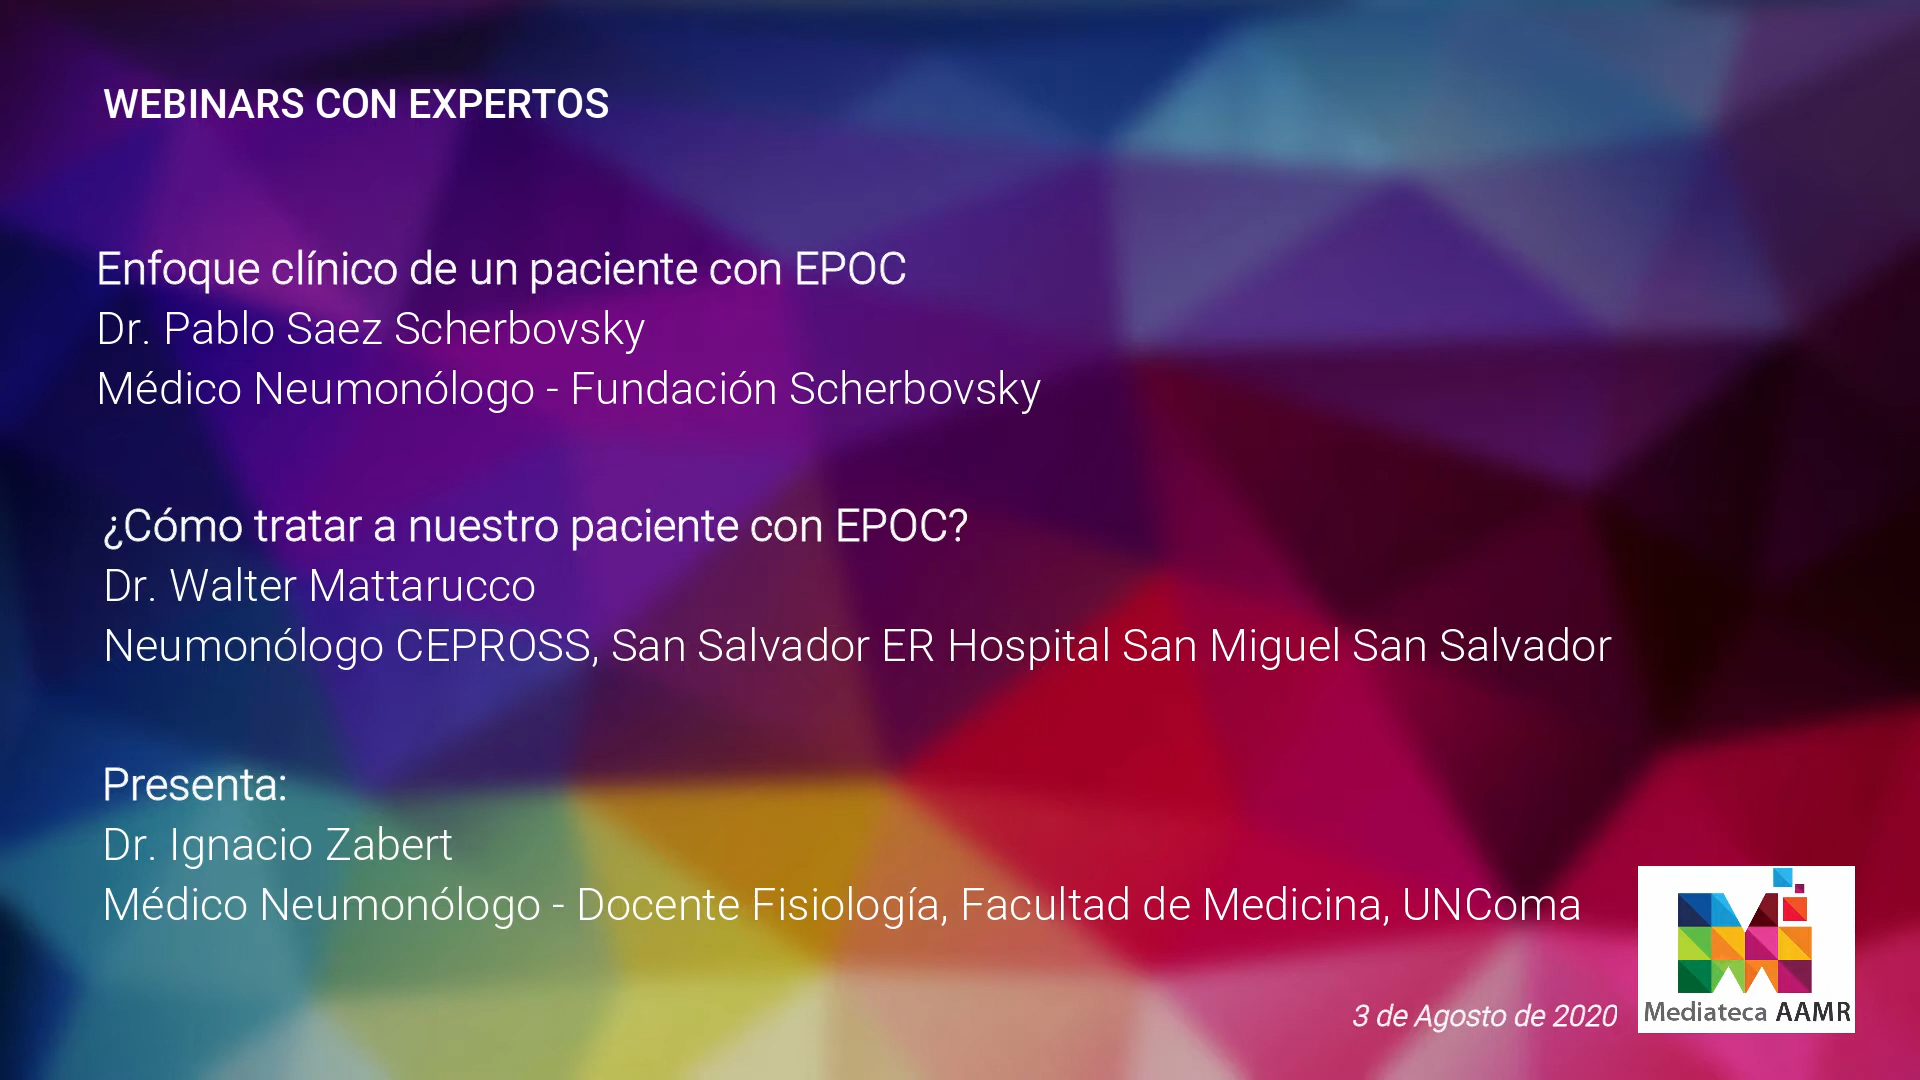 WEBINARS CON EXPERTOS
Enfoque clínico de un paciente con EPOC
Dr. Pablo Saez Scherbovsky
Médico Neumonólogo - Fundación Scherbovsky
¿Cómo tratar a nuestro paciente con EPOC?
Dr. Walter Mattarucco
Neumonólogo CEPROSS, San Salvador ER Hospital San Miguel San Salvador
Presenta:
Dr. Ignacio Zabert
Médico Neumonólogo - Docente Fisiología, Facultad de Medicina, UNComa
3 de Agosto de 2020
Mediateca AAMR